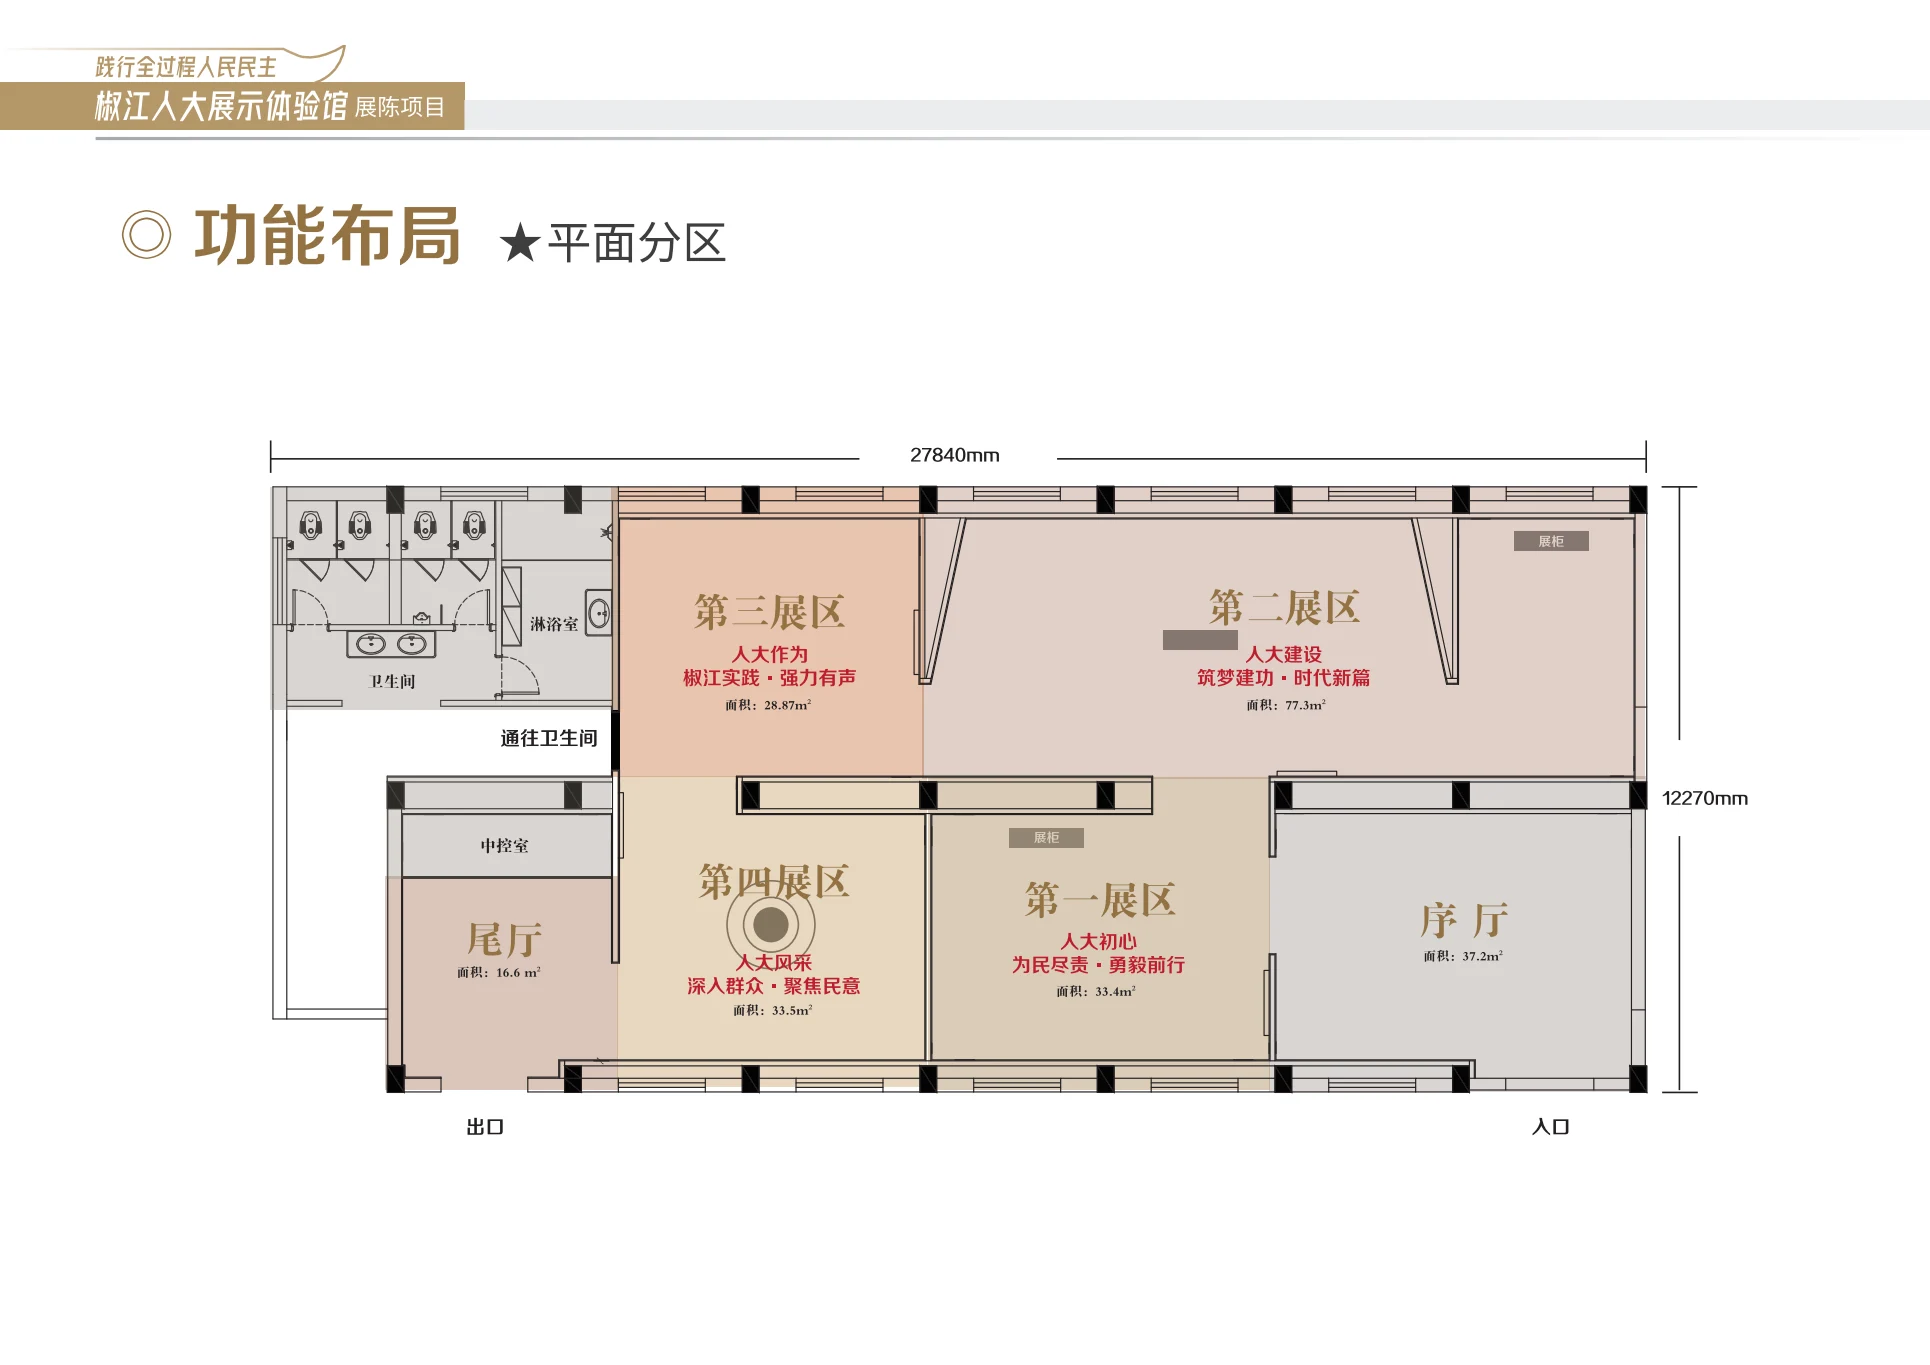 践行全过程人民民主
椒江人大展示体验馆 展陈项目
功能布局 ★平面分区
27840mm
展柜
第三展区
人大作为
椒江实践·强力有声
面积：28.87m²
第二展区
人大建设
筑梦建功·时代新篇
面积：77.3m²
淋浴室
卫生间
通往卫生间
12270mm
中控室
展柜
第四展区
人大风采
深入群众·聚焦民意
面积：33.5m²
第一展区
人大初心
为民尽责·勇毅前行
面积：33.4m²
序 厅
面积：37.2m²
尾厅
面积：16.6 m²
出口
入口